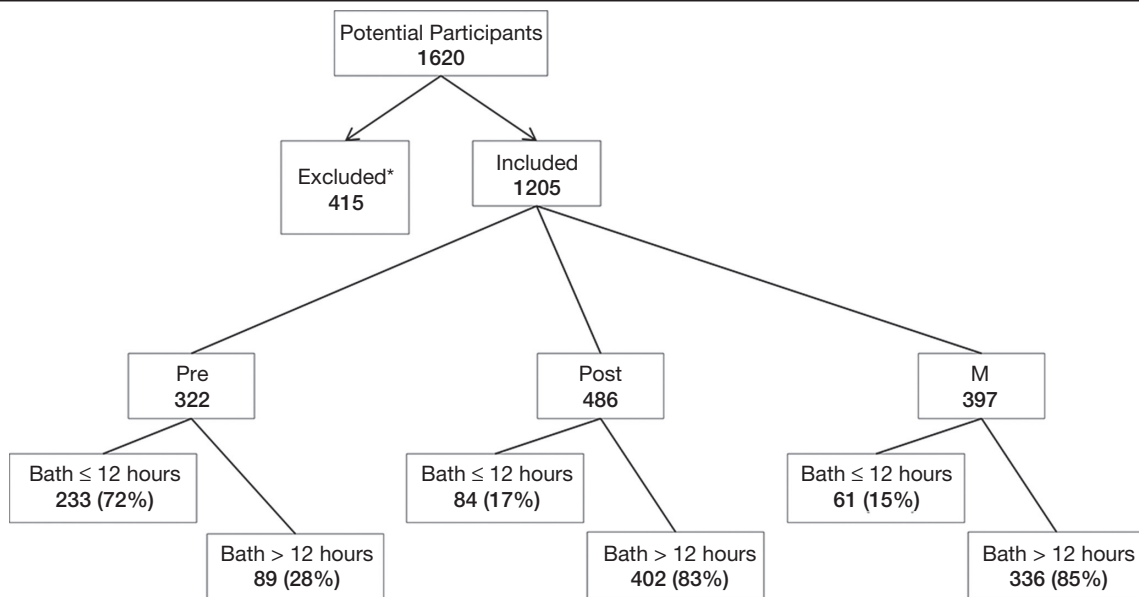 Potential Participants
1620
Excluded*
415
Included
1205
Pre
322
Post
486
M
397
Bath ≤ 12 hours
233 (72%)
Bath > 12 hours
89 (28%)
Bath ≤ 12 hours
84 (17%)
Bath > 12 hours
402 (83%)
Bath ≤ 12 hours
61 (15%)
Bath > 12 hours
336 (85%)